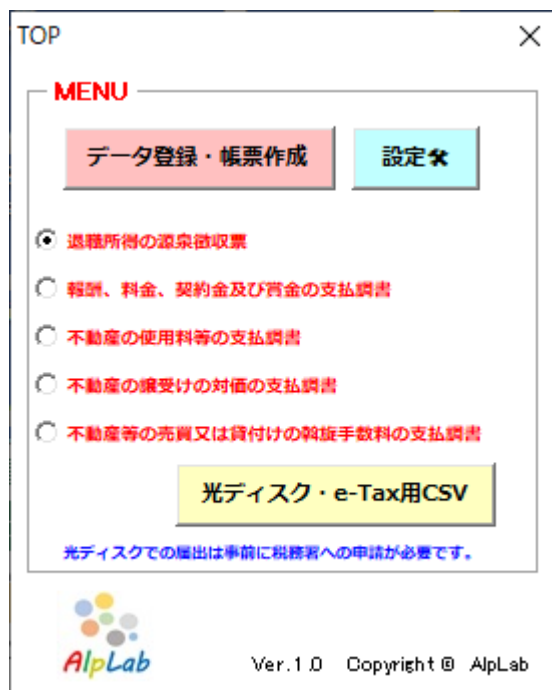 TOP
MENU
データ登録・帳票作成
設定🛠
退職所得の源泉徴収票
報酬、料金、契約金及び賞金の支払調書
不動産の使用料等の支払調書
不動産の譲受けの対価の支払調書
不動産等の売買又は貸付けの斡旋手数料の支払調書
光ディスク・e-Tax用CSV
光ディスクでの届出は事前に税務署への申請が必要です。
AlpLab
Ver.1.0 Copyright © AlpLab